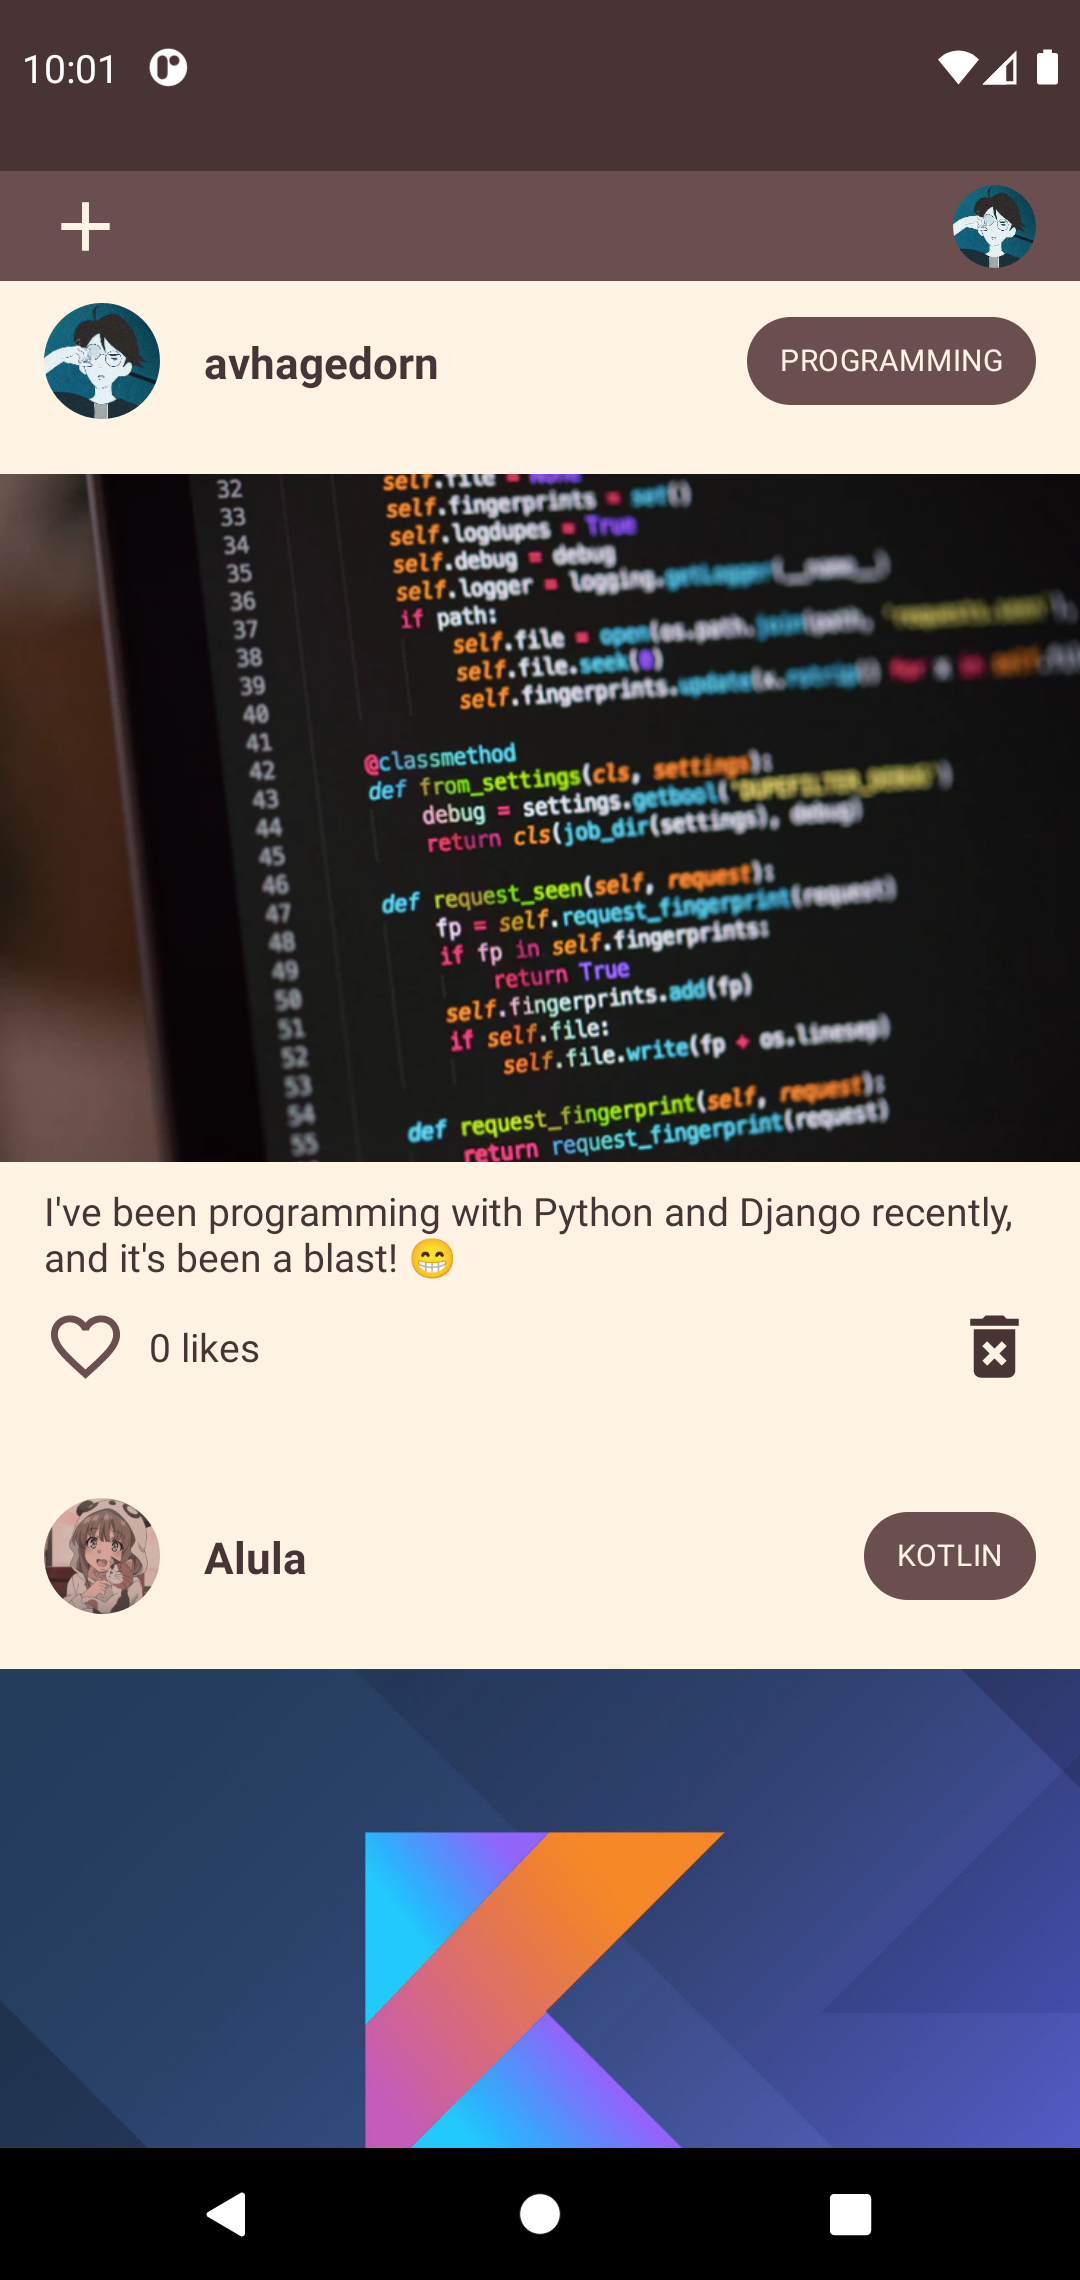 10:01
avhagedorn
PROGRAMMING
32 self.file = None
33 self.fingerprints = set()
34 self.logdupes = True
35 self.debug = debug
36 self.logger = logging.getLogger(__name__)
37 if path:
38 self.file = open(os.path.join(path, 'requests.seen'),
39 self.file.seek(0)
40 self.fingerprints.update(x.rstrip() for x in self.
41
42 @classmethod
43 def from_settings(cls, settings):
44 debug = settings.getbool('DUPEFILTER_DEBUG')
45 return cls(job_dir(settings), debug)
46
47 def request_seen(self, request):
48 fp = self.request_fingerprint(request)
49 if fp in self.fingerprints:
50 return True
51 self.fingerprints.add(fp)
52 if self.file:
53 self.file.write(fp + os.linesep)
54
55 def request_fingerprint(self, request):
return request_fingerprint(request)
I've been programming with Python and Django recently,
and it's been a blast! 😁
0 likes
Alula
KOTLIN